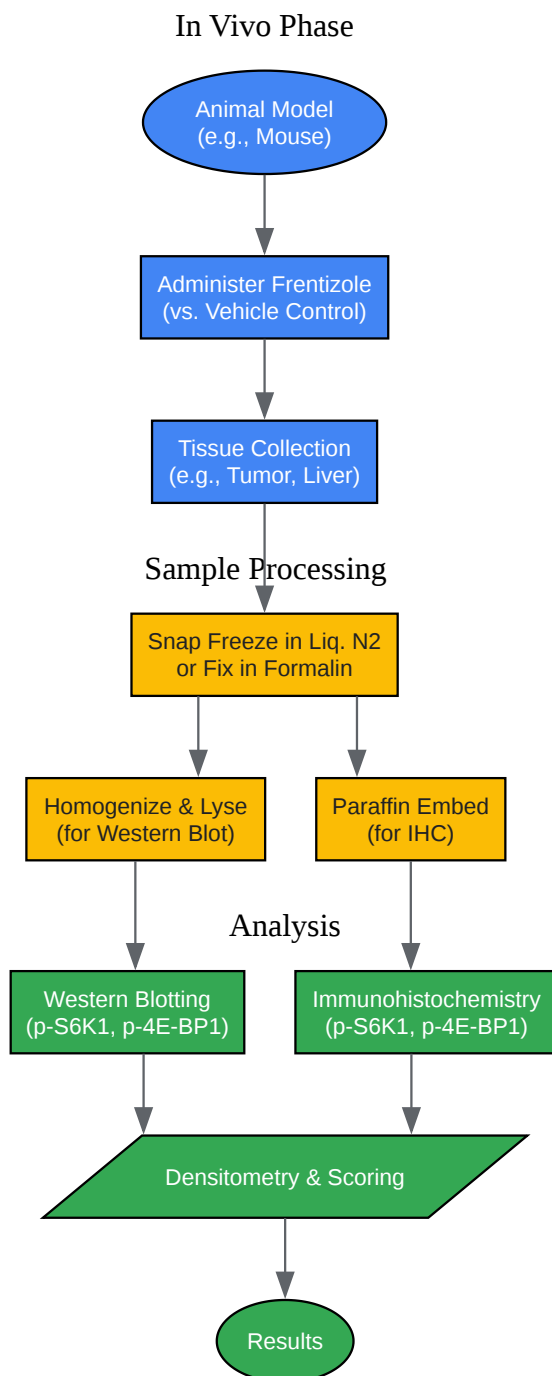 In Vivo Phase
Animal Model
(e.g., Mouse)
Administer Frentizole
(vs. Vehicle Control)
Tissue Collection
(e.g., Tumor, Liver)
Sample Processing
Snap Freeze in Liq. N2
or Fix in Formalin
Homogenize & Lyse
(for Western Blot)
Paraffin Embed
(for IHC)
Analysis
Western Blotting
(p-S6K1, p-4E-BP1)
Immunohistochemistry
(p-S6K1, p-4E-BP1)
Densitometry & Scoring
Results